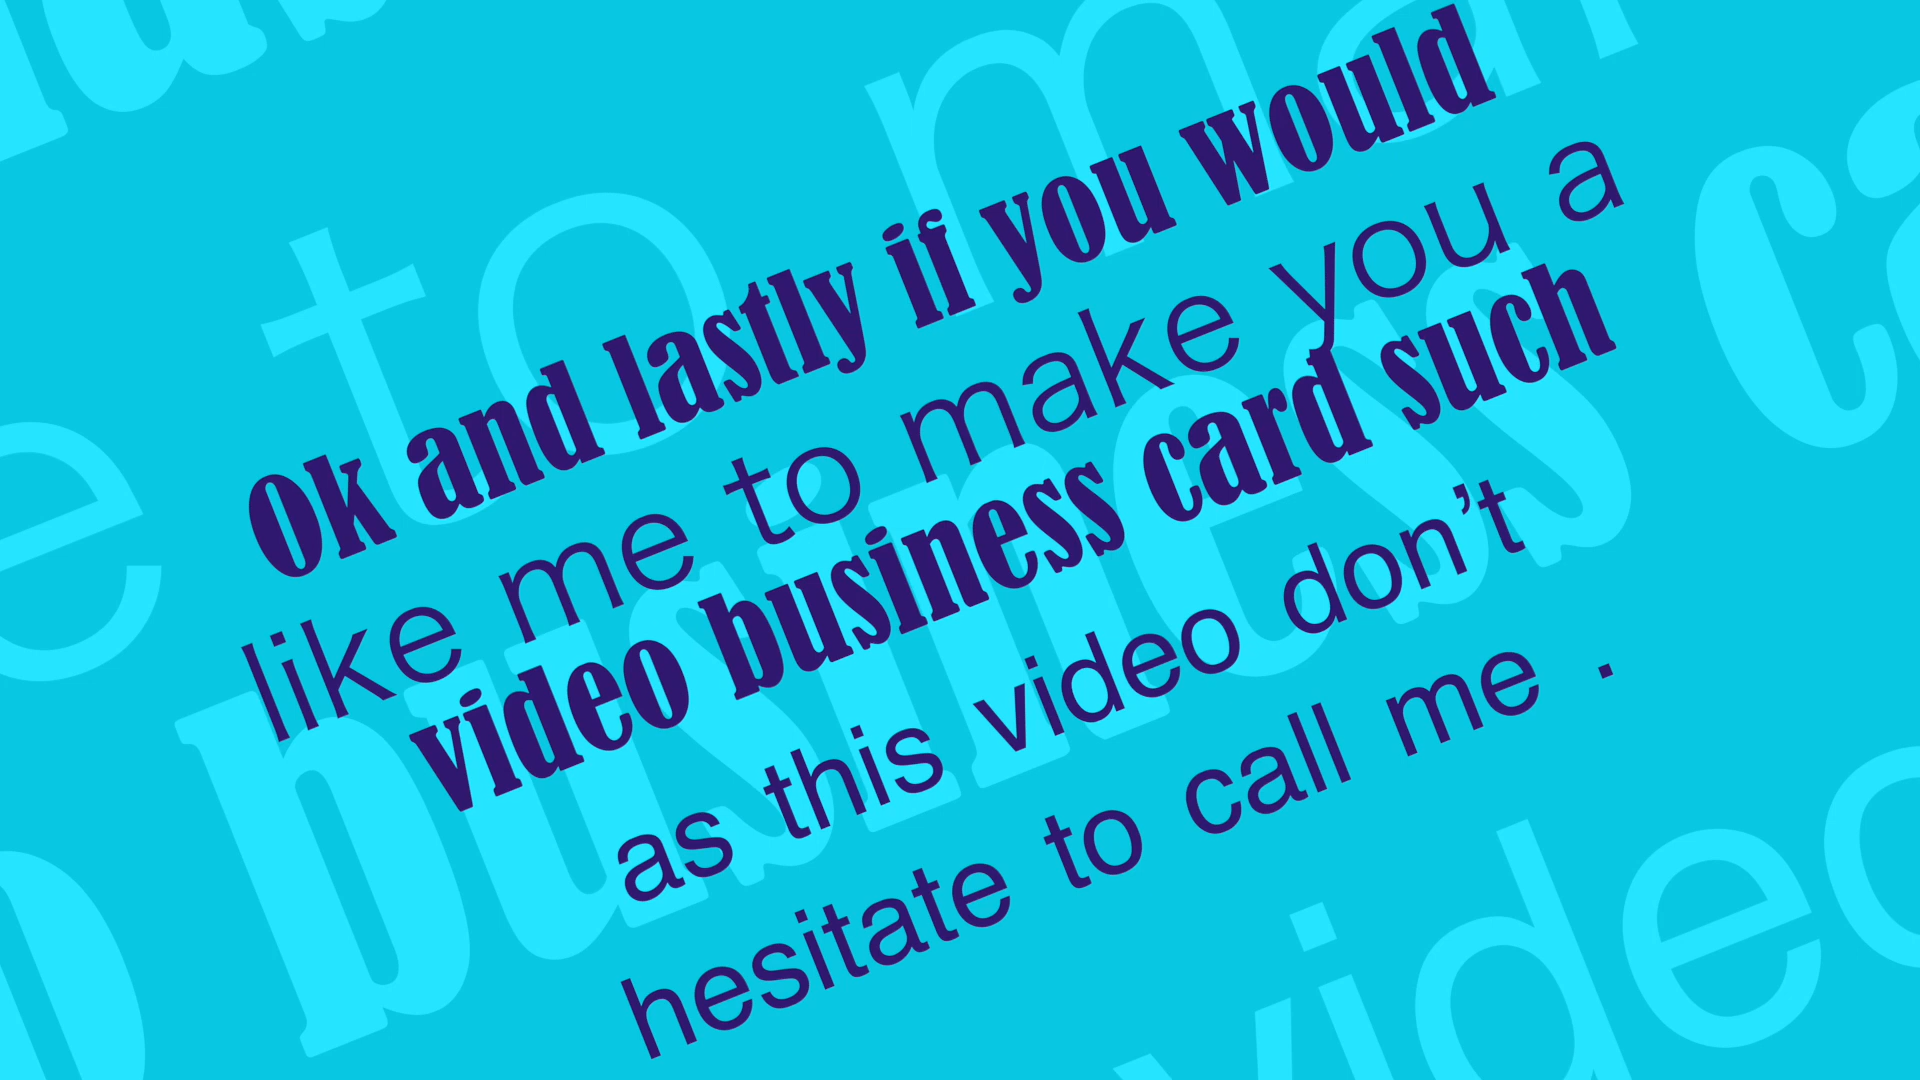 Ok and lastly if you would
like me to make you a
video business card such
as this video don't
hesitate to call me .